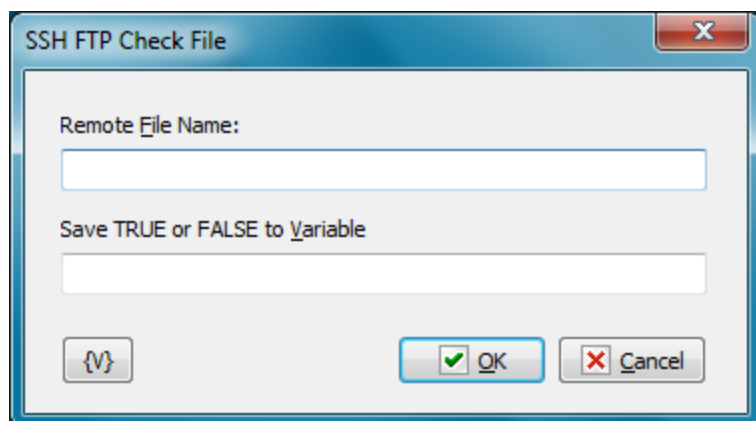 SSH FTP Check File
Remote File Name:
Save TRUE or FALSE to Variable
{V}
OK
Cancel